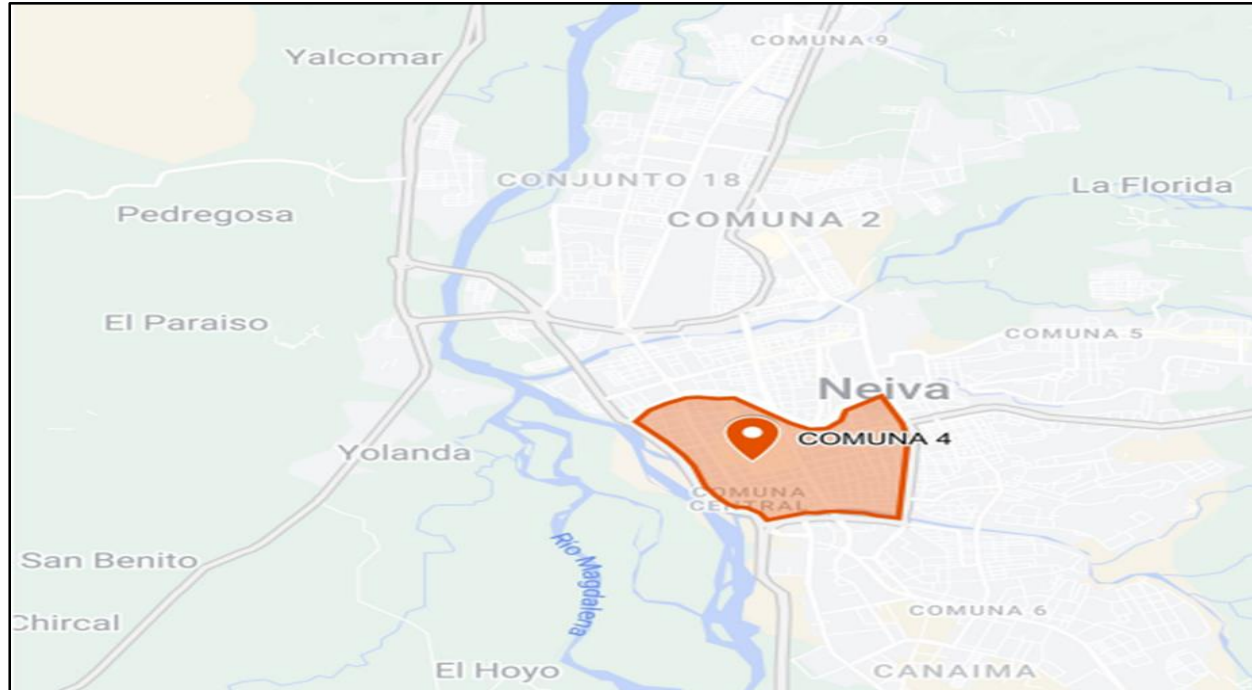 COMUNA 9
Yalcomar
CONJUNTO 18
La Florida
Pedregosa
COMUNA 2
El Paraiso
COMUNA 5
Neiva
COMUNA 4
Yolanda
COMUNA
CENTRAL
San Benito
Río Magdalena
COMUNA 6
Chircal
El Hoyo
CANAIMA